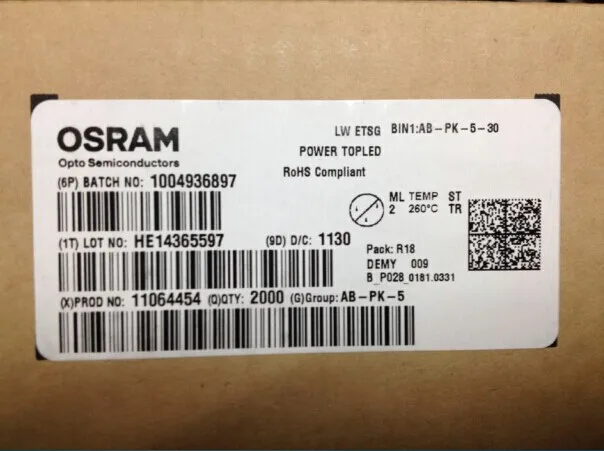 OSRAM
Opto Semiconductors
LW ETSG BIN1:AB-PK-5-30
POWER TOPLED
RoHS Compliant
(6P) BATCH NO: 1004936897
ML TEMP ST
2 260°C TR
(1T) LOT NO: HE14365597 (9D) D/C: 1130
Pack: R18
DEMY 009
B_P028_0181.0331
(X)PROD NO: 11064454 (Q)QTY: 2000 (G)Group: AB-PK-5